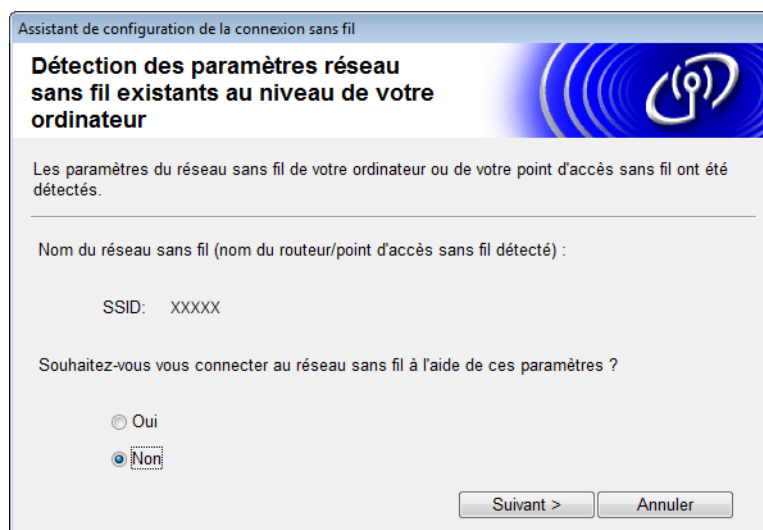 Assistant de configuration de la connexion sans fil
Détection des paramètres réseau
sans fil existants au niveau de votre
ordinateur
Les paramètres du réseau sans fil de votre ordinateur ou de votre point d'accès sans fil ont été
détectés.
Nom du réseau sans fil (nom du routeur/point d'accès sans fil détecté) :
SSID: XXXXX
Souhaitez-vous vous connecter au réseau sans fil à l'aide de ces paramètres ?
Oui
Non
Suivant > Annuler